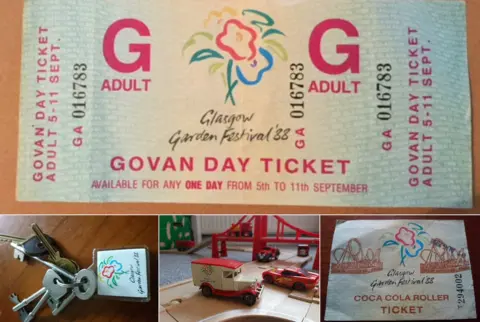 GOVAN DAY TICKET
ADULT 5-11 SEPT.
GA 016783
G
ADULT
Glasgow
Garden Festival '88
GA 016783
G
ADULT
GA 016783
GOVAN DAY TICKET
ADULT 5-11 SEPT.
GOVAN DAY TICKET
AVAILABLE FOR ANY ONE DAY FROM 5th TO 11th SEPTEMBER
Glasgow
Garden Festival '88
Glasgow
Garden Festival '88
COCA COLA ROLLER
TICKET
294002